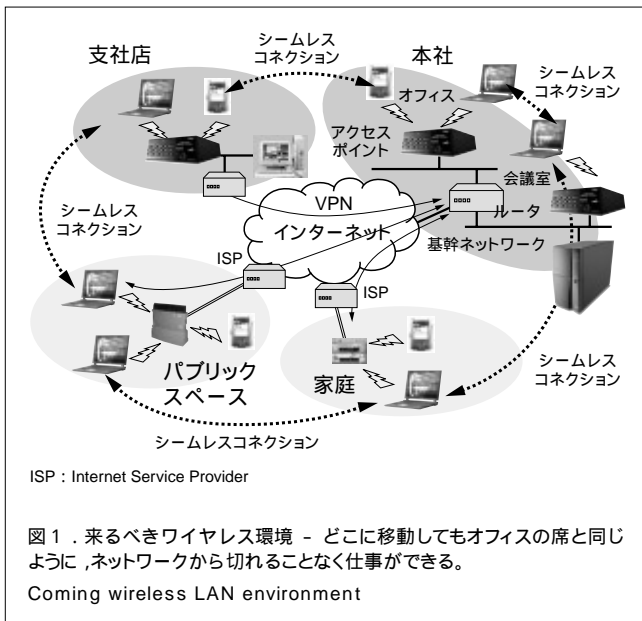 支社店
シームレス
コネクション
本社
オフィス
シームレス
コネクション
アクセス
ポイント
会議室
VPN
ルータ
インターネット
基幹ネットワーク
シームレス
コネクション
ISP
ISP
パブリック
スペース
家庭
シームレス
コネクション
シームレスコネクション
ISP：Internet Service Provider
図1．来るべきワイヤレス環境 － どこに移動してもオフィスの席と同じ
ように，ネットワークから切れることなく仕事ができる。
Coming wireless LAN environment